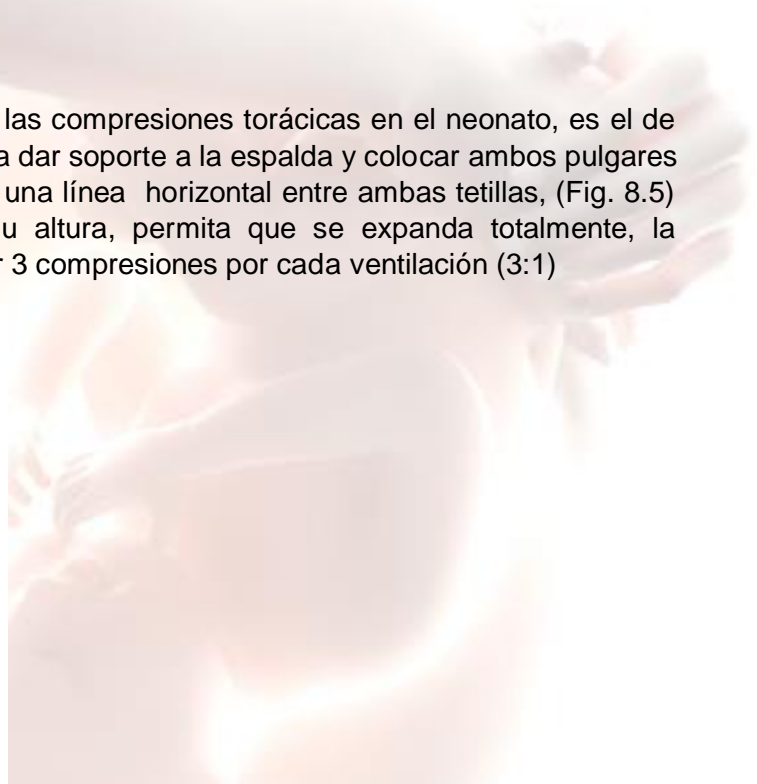 las compresiones torácicas en el neonato, es el de
a dar soporte a la espalda y colocar ambos pulgares
una línea horizontal entre ambas tetillas, (Fig. 8.5)
u altura, permita que se expanda totalmente, la
r 3 compresiones por cada ventilación (3:1)